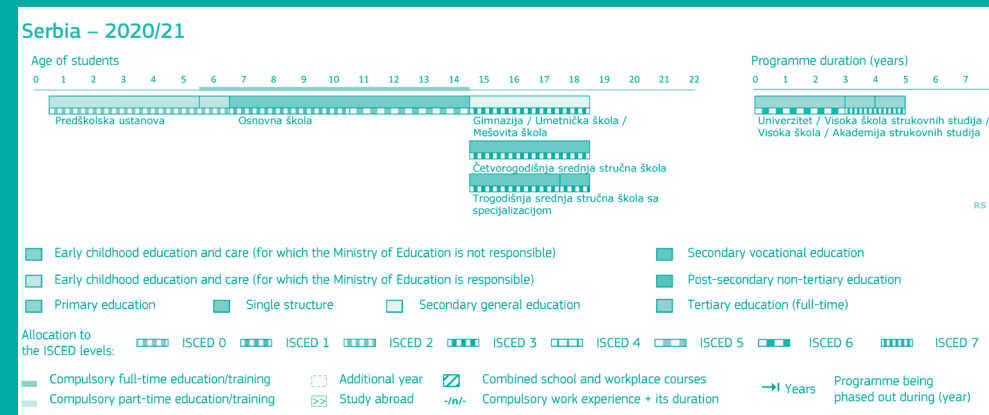 Serbia – 2020/21
Age of students
Programme duration (years)
0 1 2 3 4 5 6 7 8 9 10 11 12 13 14 15 16 17 18 19 20 21 22
0 1 2 3 4 5 6 7
Predškolska ustanova
Osnovna škola
Gimnazija / Umetnička škola /
Mešovita škola
Univerzitet / Visoka škola strukovnih studija /
Visoka škola / Akademija strukovnih studija
Četvorogodišnja srednja stručna škola
Trogodišnja srednja stručna škola sa
specijalizacijom
RS
Early childhood education and care (for which the Ministry of Education is not responsible)
Secondary vocational education
Early childhood education and care (for which the Ministry of Education is responsible)
Post-secondary non-tertiary education
Primary education
Single structure
Secondary general education
Tertiary education (full-time)
Allocation to
the ISCED levels:
ISCED 0
ISCED 1
ISCED 2
ISCED 3
ISCED 4
ISCED 5
ISCED 6
ISCED 7
Compulsory full-time education/training
Additional year
Combined school and workplace courses
Compulsory part-time education/training
>> Study abroad
-/n/- Compulsory work experience + its duration
Years
Programme being
phased out during (year)